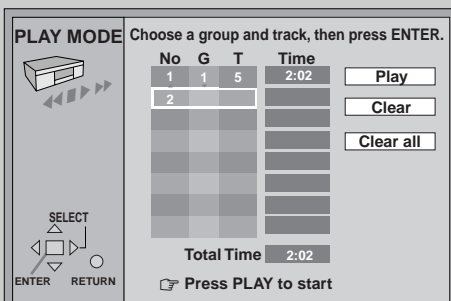 PLAY MODE
Choose a group and track, then press ENTER.
No G T Time
1 1 5 2:02
2
Play
Clear
Clear all
SELECT
ENTER RETURN
Total Time 2:02
Press PLAY to start